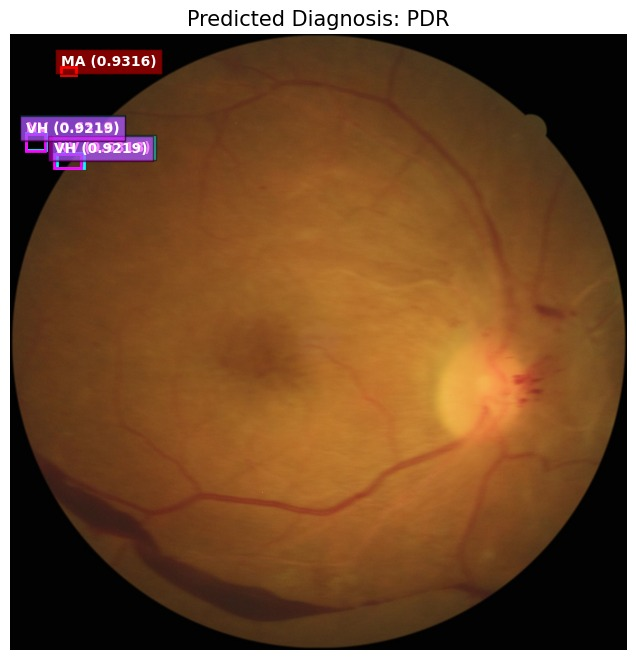 Predicted Diagnosis: PDR
MA (0.9316)
VH (0.9219)
VH (0.9219)